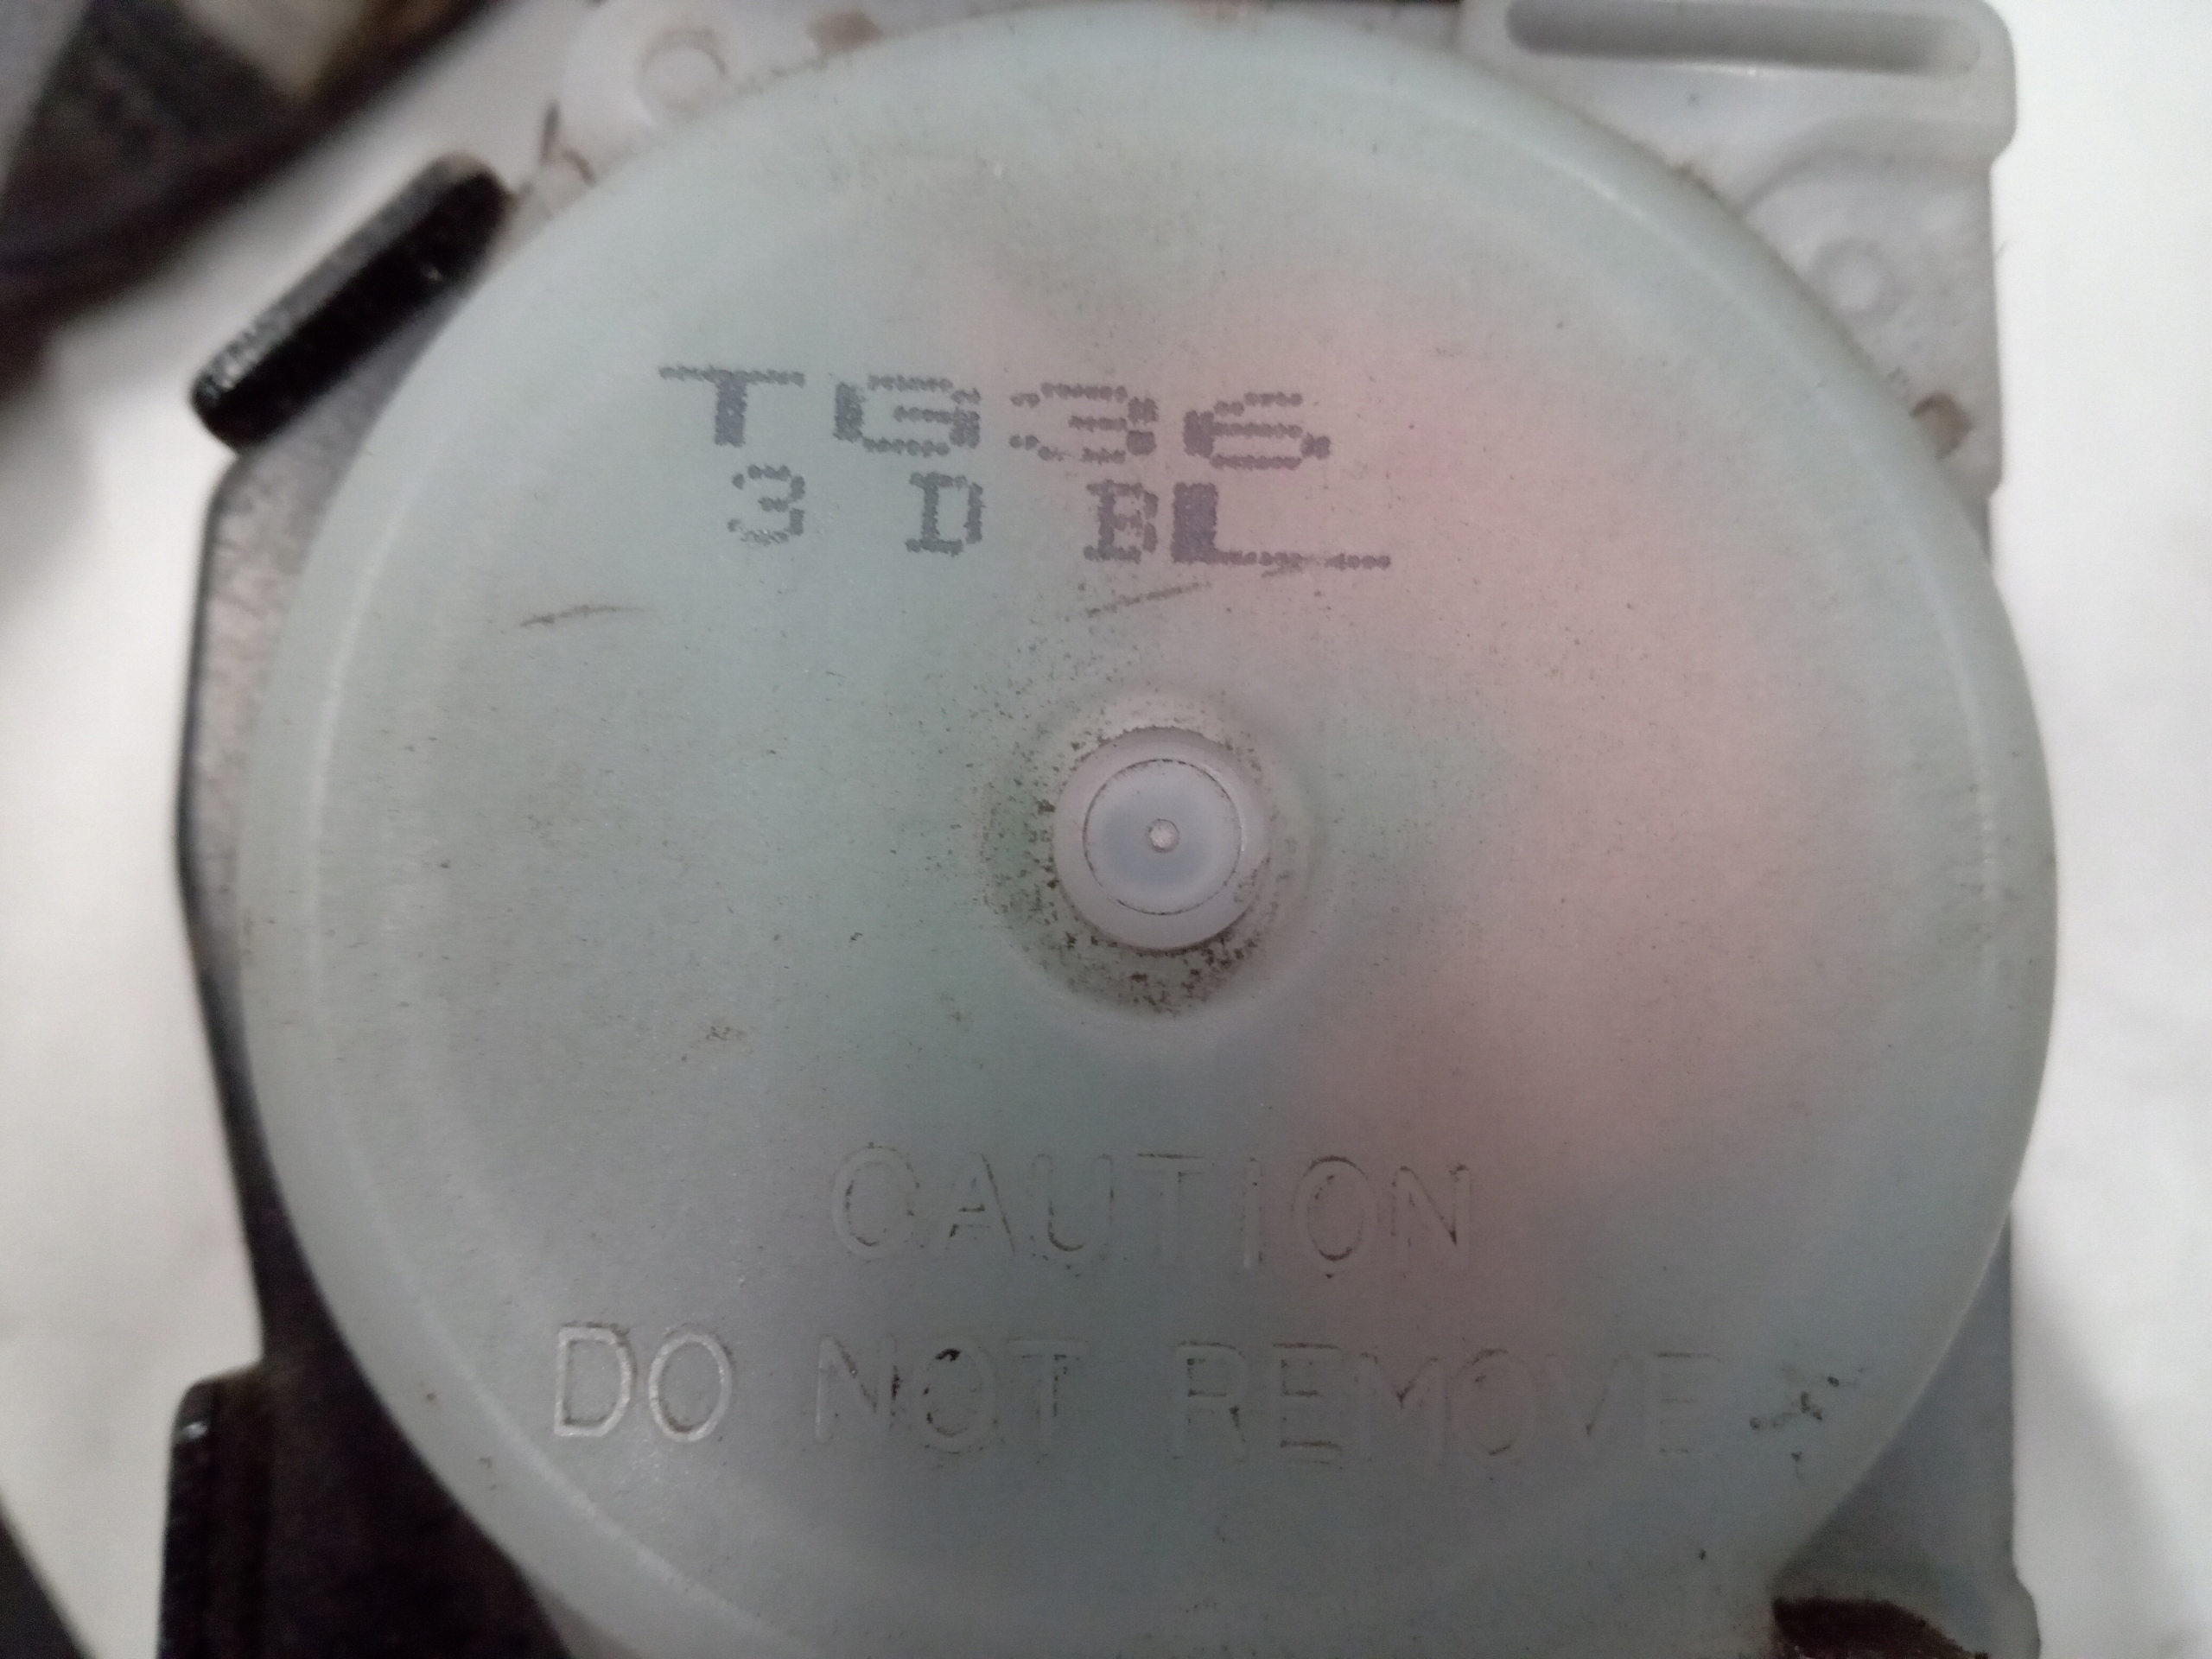 TG36
3 D BL
CAUTION
DO NOT REMOVE